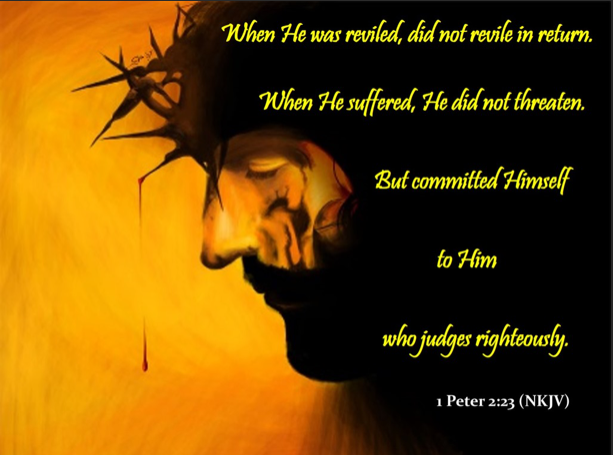 When He was reviled, did not revile in return.
When He suffered, He did not threaten.
But committed Himself
to Him
who judges righteously.
1 Peter 2:23 (NKJV)